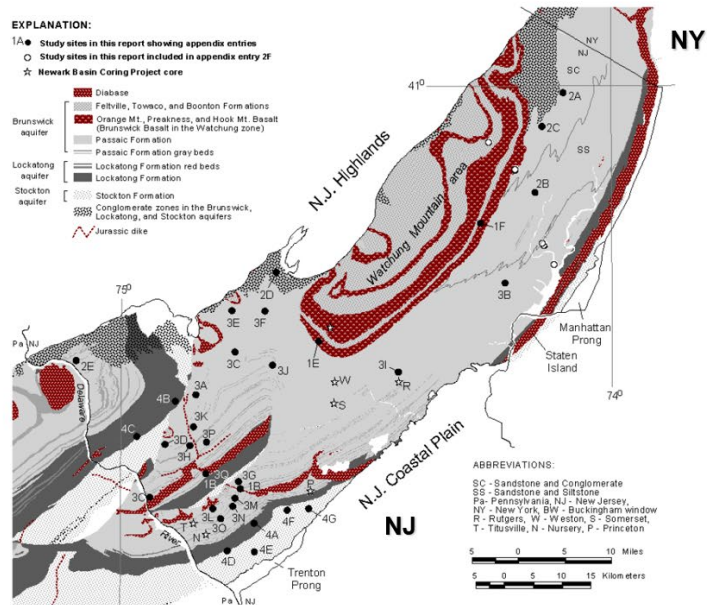 EXPLANATION:
1A Study sites in this report showing appendix entries
Study sites in this report included in appendix entry 2F
Newark Basin Coring Project core
Diabase
Feltville, Towaco, and Boonton Formations
Brunswick aquifer
Orange Mt., Preakness, and Hook Mt. Basalt
(Brunswick Basalt in the Watchung zone)
Passaic Formation
Passaic Formation gray beds
Lockatong aquifer
Lockatong Formation red beds
Lockatong Formation
Stockton aquifer
Stockton Formation
Conglomerate zones in the Brunswick,
Lockatong, and Stockton aquifers
Jurassic dike
NY
NY
NJ
SC
41⁰
2A
2C
SS
2B
N.J. Highlands
Watchung Mountain area
1F
2D
3B
75⁰
3E
3F
Manhattan
Prong
Staten
Island
74⁰
Pa NJ
2E
3C
1E
3J
3I
W
R
S
Delaware
4B
3A
3K
4C
3D
3P
3H
N.J. Coastal Plain
3Q
1B
3G
1B
P
3O
3L
3M
3N
T
3O
N
4A
4F
4G
River
4D
4E
NJ
Trenton
Prong
Pa NJ
ABBREVIATIONS:
SC - Sandstone and Conglomerate
SS - Sandstone and Siltstone
Pa- Pennsylvania, NJ - New Jersey,
NY - New York, BW - Buckingham window
R - Rutgers, W - Weston, S - Somerset,
T - Titusville, N - Nursery, P - Princeton
5 0 5 10 Miles
5 0 5 10 15 Kilometers